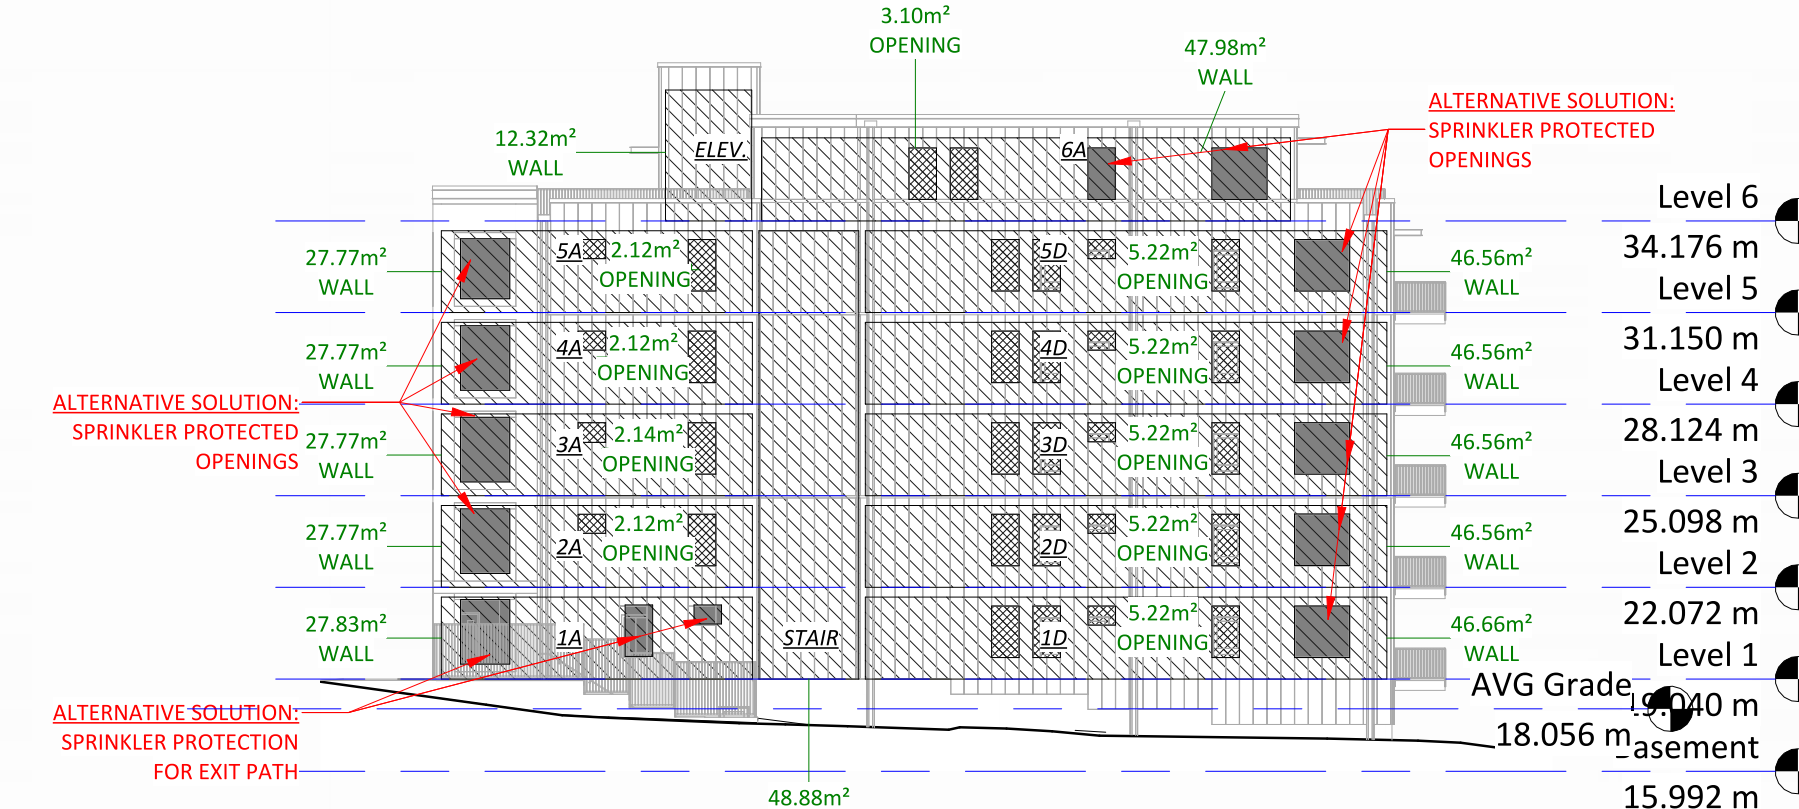 3.10m²
OPENING
47.98m²
WALL
ALTERNATIVE SOLUTION:
SPRINKLER PROTECTED
OPENINGS
12.32m²
WALL
ELEV.
6A
Level 6
34.176 m
27.77m²
WALL
5A
2.12m²
OPENING
5D
5.22m²
OPENING
46.56m²
WALL
Level 5
31.150 m
27.77m²
WALL
4A
2.12m²
OPENING
4D
5.22m²
OPENING
46.56m²
WALL
Level 4
28.124 m
ALTERNATIVE SOLUTION:
SPRINKLER PROTECTED
OPENINGS
27.77m²
WALL
3A
2.14m²
OPENING
3D
5.22m²
OPENING
46.56m²
WALL
Level 3
25.098 m
27.77m²
WALL
2A
2.12m²
OPENING
2D
5.22m²
OPENING
46.56m²
WALL
Level 2
22.072 m
27.83m²
WALL
1A
STAIR
1D
5.22m²
OPENING
46.66m²
WALL
Level 1
19.040 m
AVG Grade
18.056 m
ALTERNATIVE SOLUTION:
SPRINKLER PROTECTION
FOR EXIT PATH
asement
15.992 m
48.88m²